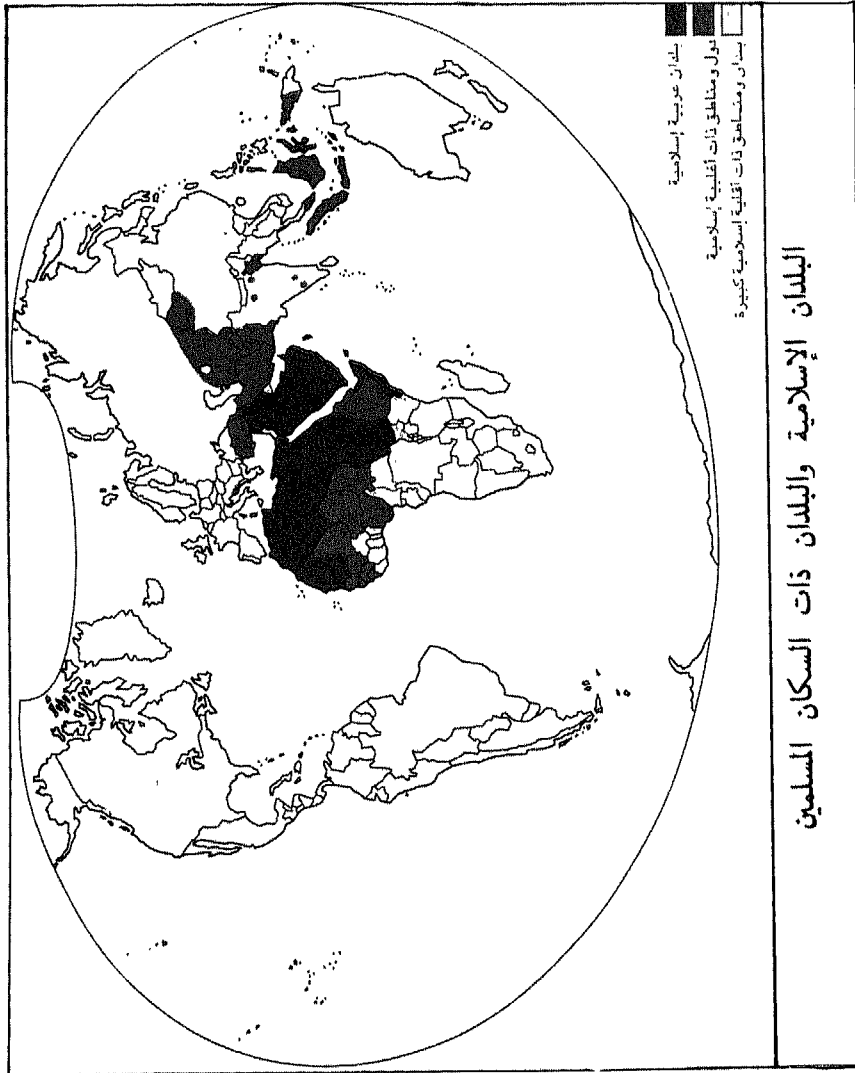 البلدان الإسلامية والبلدان ذات السكان المسلمين
بلدان عربية إسلامية
دول ومناطق ذات أغلبية إسلامية
بلدان ومناطق ذات أقلية إسلامية كبيرة